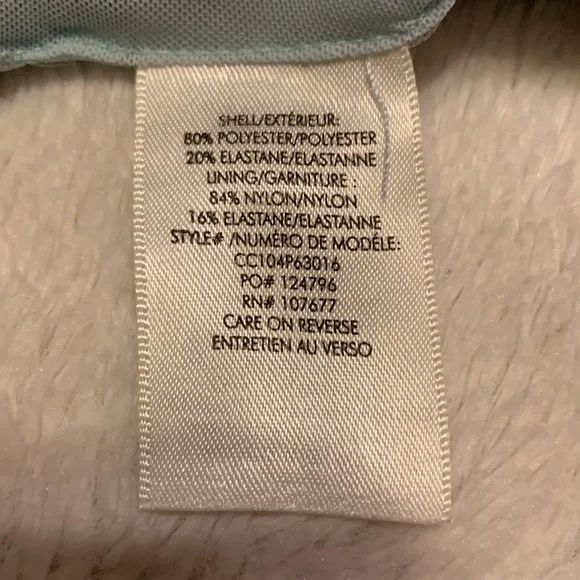 SHELL/EXTÉRIEUR:
80% POLYESTER/POLYESTER
20% ELASTANE/ELASTANNE
LINING/GARNITURE :
84% NYLON/NYLON
16% ELASTANE/ELASTANNE
STYLE# /NUMÉRO DE MODÈLE:
CC104P63016
PO# 124796
RN# 107677
CARE ON REVERSE
ENTRETIEN AU VERSO